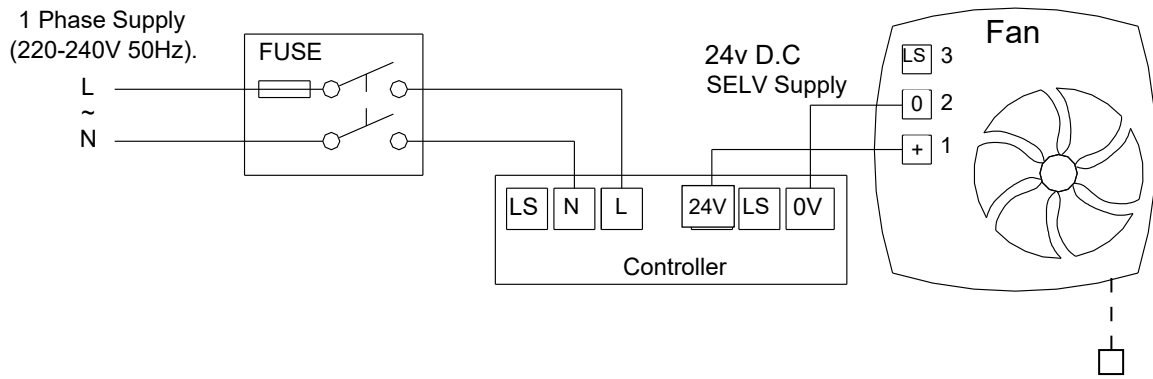 1 Phase Supply
(220-240V 50Hz).
L
~
N
FUSE
24v D.C
SELV Supply
Fan
LS 3
0 2
+ 1
LS N L 24V LS 0V
Controller